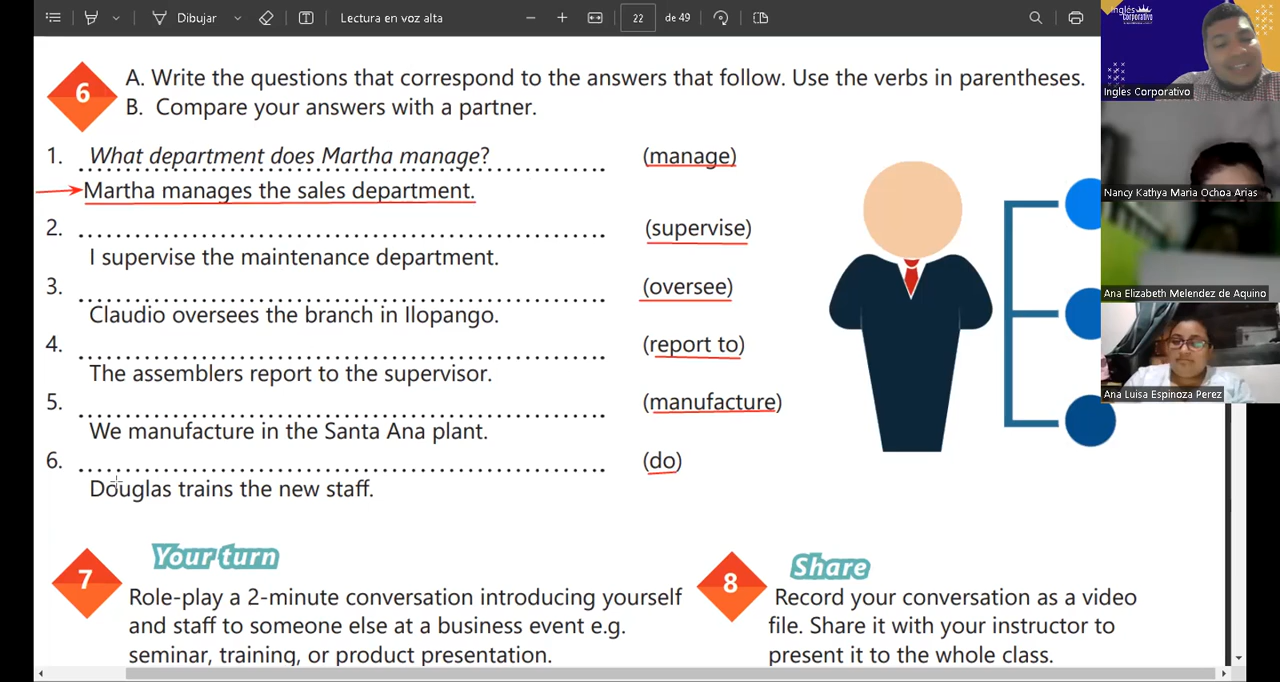 Dibujar
Lectura en voz alta
22
de 49
Inglés
Corporativo
Ingles Corporativo
Nancy Kathya Maria Ochoa Arias
Ana Elizabeth Melendez de Aquino
Ana Luisa Espinoza Perez
6
A. Write the questions that correspond to the answers that follow. Use the verbs in parentheses.
B. Compare your answers with a partner.
1. What department does Martha manage? (manage)
Martha manages the sales department.
2. (supervise)
I supervise the maintenance department.
3. (oversee)
Claudio oversees the branch in Ilopango.
4. (report to)
The assemblers report to the supervisor.
5. (manufacture)
We manufacture in the Santa Ana plant.
6. (do)
Douglas trains the new staff.
7
Your turn
Role-play a 2-minute conversation introducing yourself
and staff to someone else at a business event e.g.
seminar, training, or product presentation.
8
Share
Record your conversation as a video
file. Share it with your instructor to
present it to the whole class.